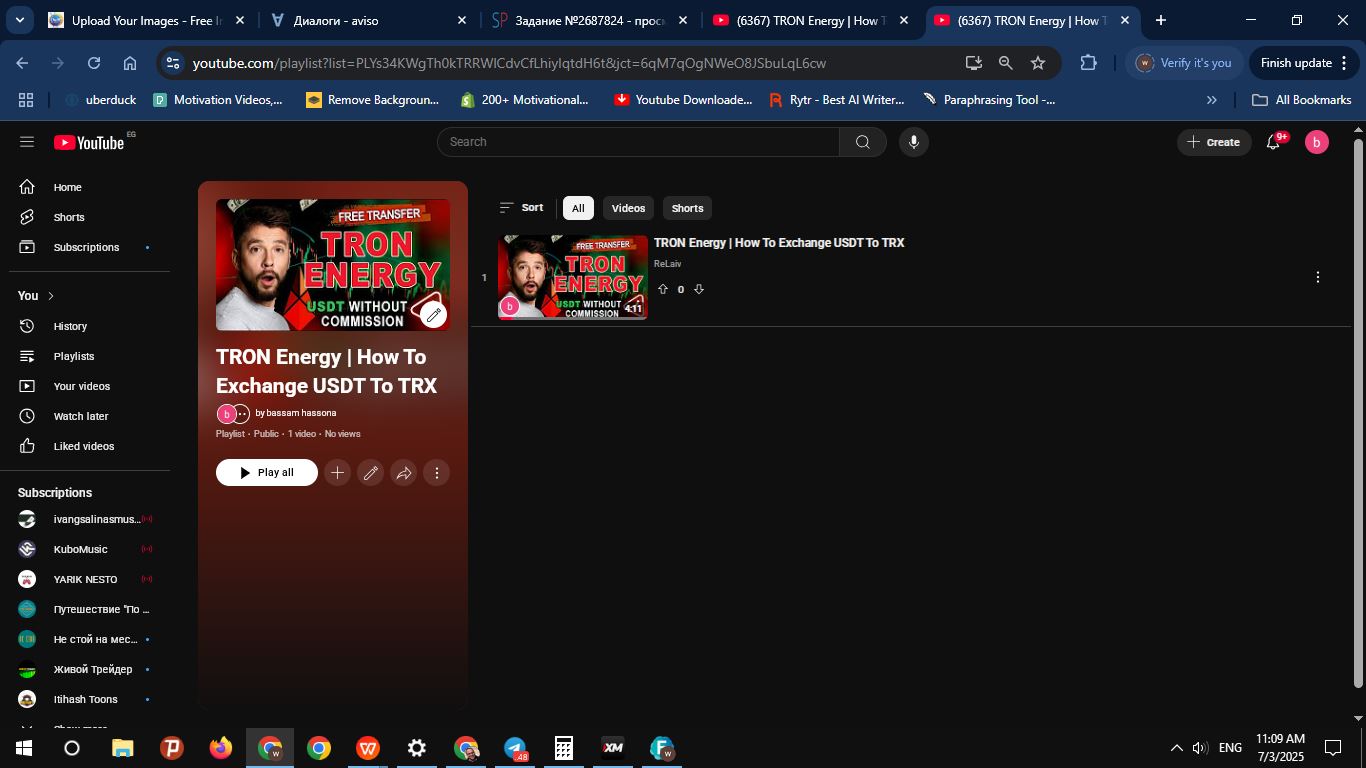 Upload Your Images - Free I
Диалоги - aviso
Задание №2687824 - прос
(6367) TRON Energy | How T
(6367) TRON Energy | How T
youtube.com/playlist?list=PLYs34KWgTh0kTRRWlCdvCfLhiylqtdH6t&jct=6qM7qOgNWeO8JSbuLqL6cw
Verify it's you
Finish update
uberduck
Motivation Videos,...
Remove Backgroun...
200+ Motivational...
Youtube Downloade...
Rytr - Best AI Writer...
Paraphrasing Tool -...
All Bookmarks
YouTube EG
Search
Create
9+
b
Home
Shorts
Subscriptions
You
History
Playlists
Your videos
Watch later
Liked videos
Subscriptions
ivangsalinasmus...
KuboMusic
YARIK NESTO
Путешествие "По ...
Не стой на мес...
Живой Трейдер
Itihash Toons
FREE TRANSFER
TRON
ENERGY
USDT WITHOUT
COMMISSION
TRON Energy | How To
Exchange USDT To TRX
b
by bassam hassona
Playlist · Public · 1 video · No views
Play all
Sort
All
Videos
Shorts
1
FREE TRANSFER
TRON
ENERGY
USDT WITHOUT
COMMISSION
b
4:11
TRON Energy | How To Exchange USDT To TRX
ReLaiv
0
48
XM
ENG
11:09 AM
7/3/2025